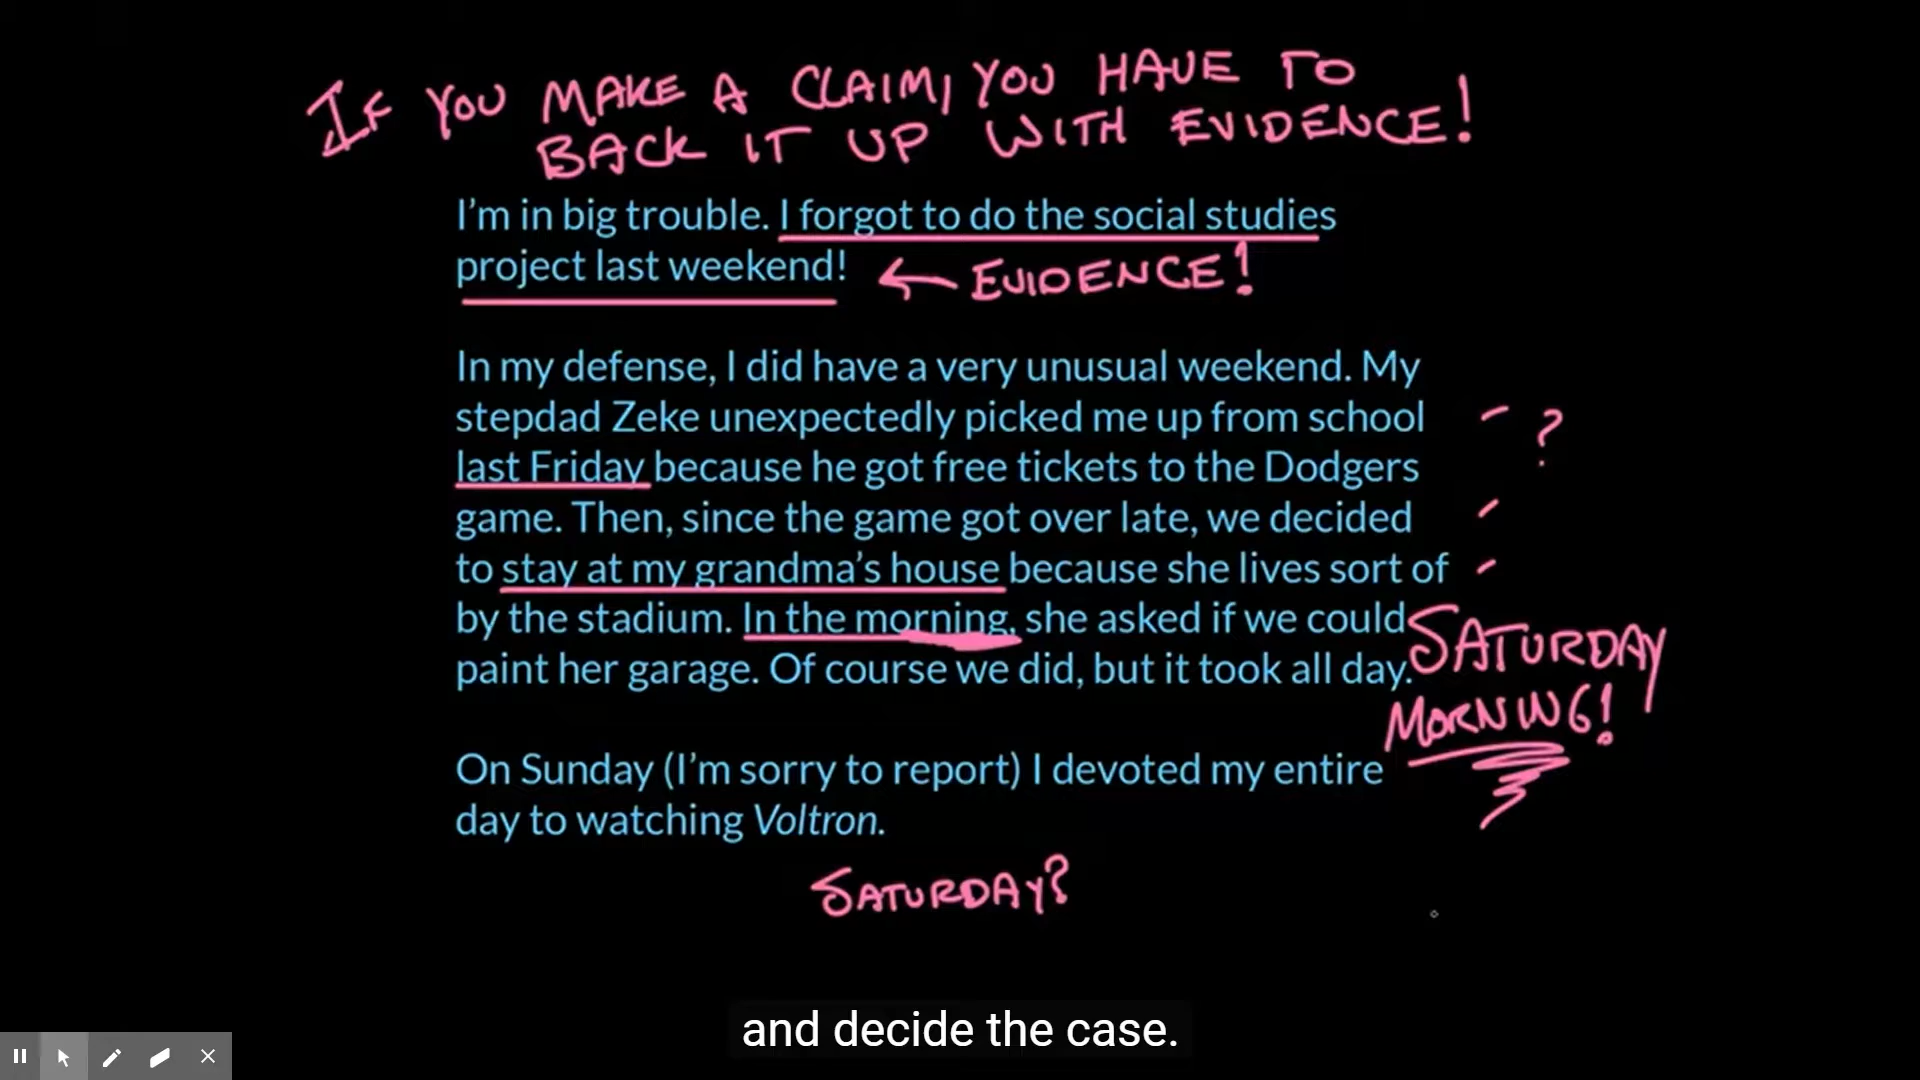 IF YOU MAKE A CLAIM, YOU HAVE TO
BACK IT UP WITH EVIDENCE!
I'm in big trouble. I forgot to do the social studies
project last weekend!
← EVIDENCE!
In my defense, I did have a very unusual weekend. My
stepdad Zeke unexpectedly picked me up from school
last Friday because he got free tickets to the Dodgers
game. Then, since the game got over late, we decided
to stay at my grandma's house because she lives sort of
by the stadium. In the morning, she asked if we could
paint her garage. Of course we did, but it took all day.
?
SATURDAY
MORNING!
On Sunday (I'm sorry to report) I devoted my entire
day to watching Voltron.
SATURDAY?
and decide the case.